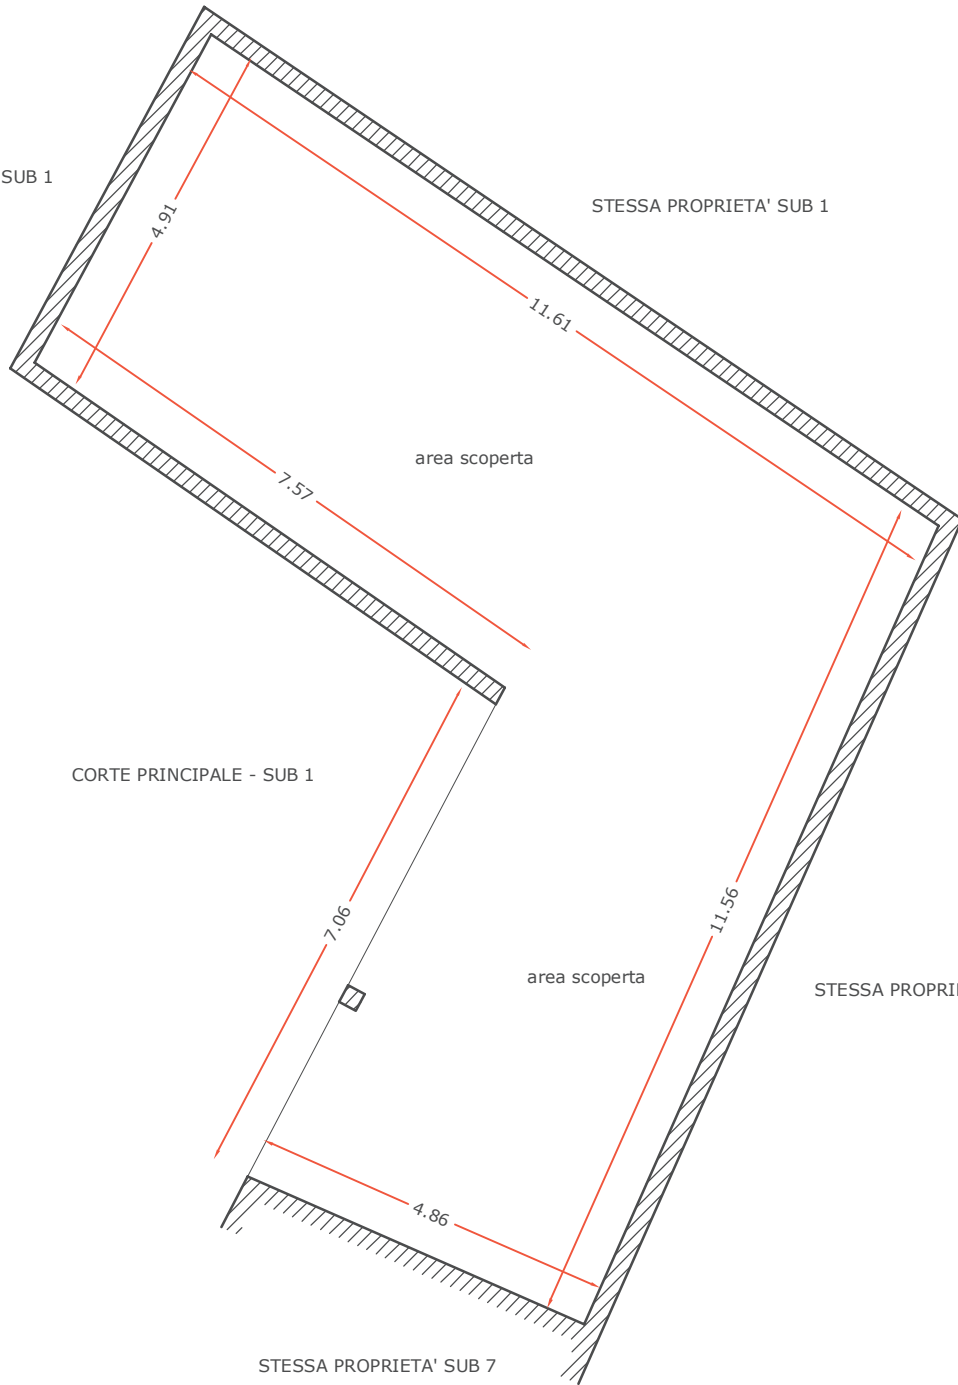 SUB 1
STESSA PROPRIETA' SUB 1
4.91
11.61
area scoperta
7.57
CORTE PRINCIPALE - SUB 1
7.06
11.56
area scoperta
STESSA PROPRI
4.86
STESSA PROPRIETA' SUB 7